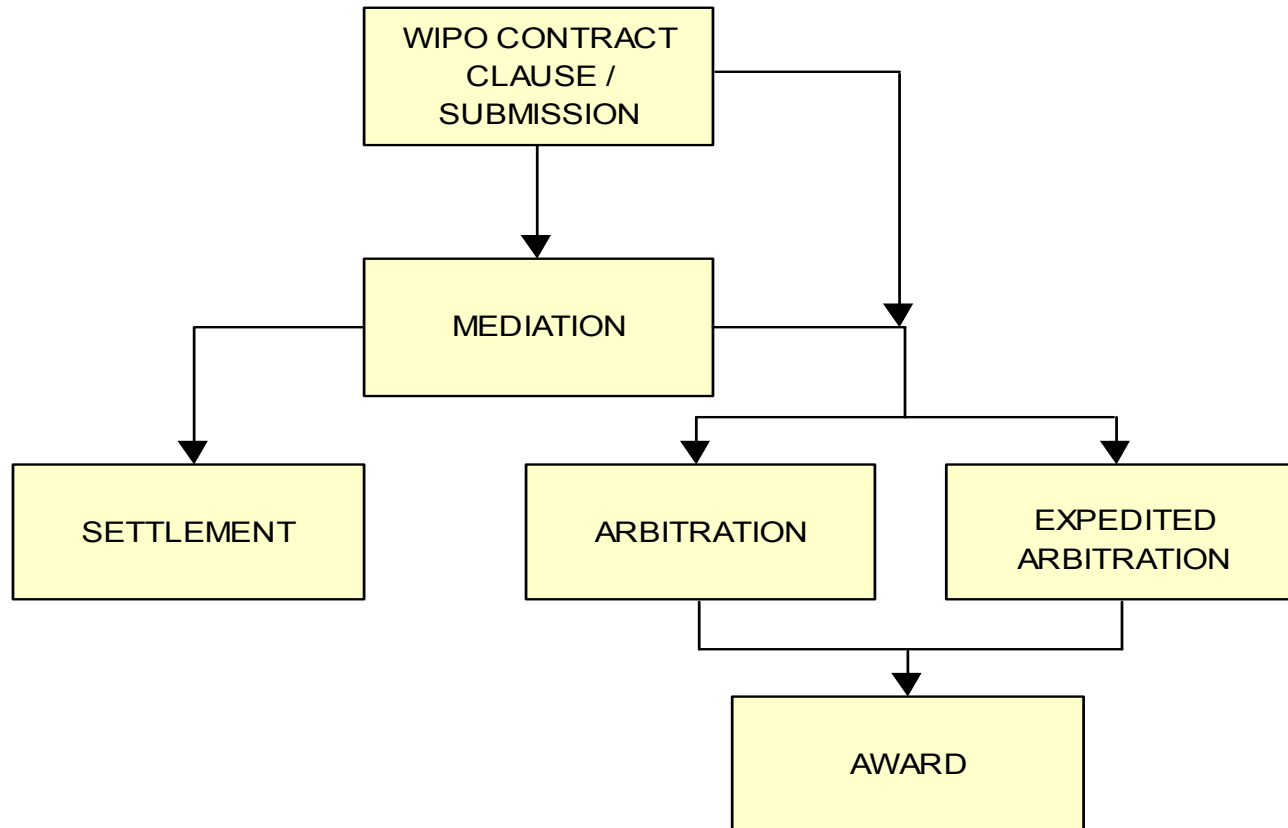 WIPO CONTRACT
CLAUSE /
SUBMISSION
MEDIATION
SETTLEMENT
ARBITRATION
EXPEDITED
ARBITRATION
AWARD